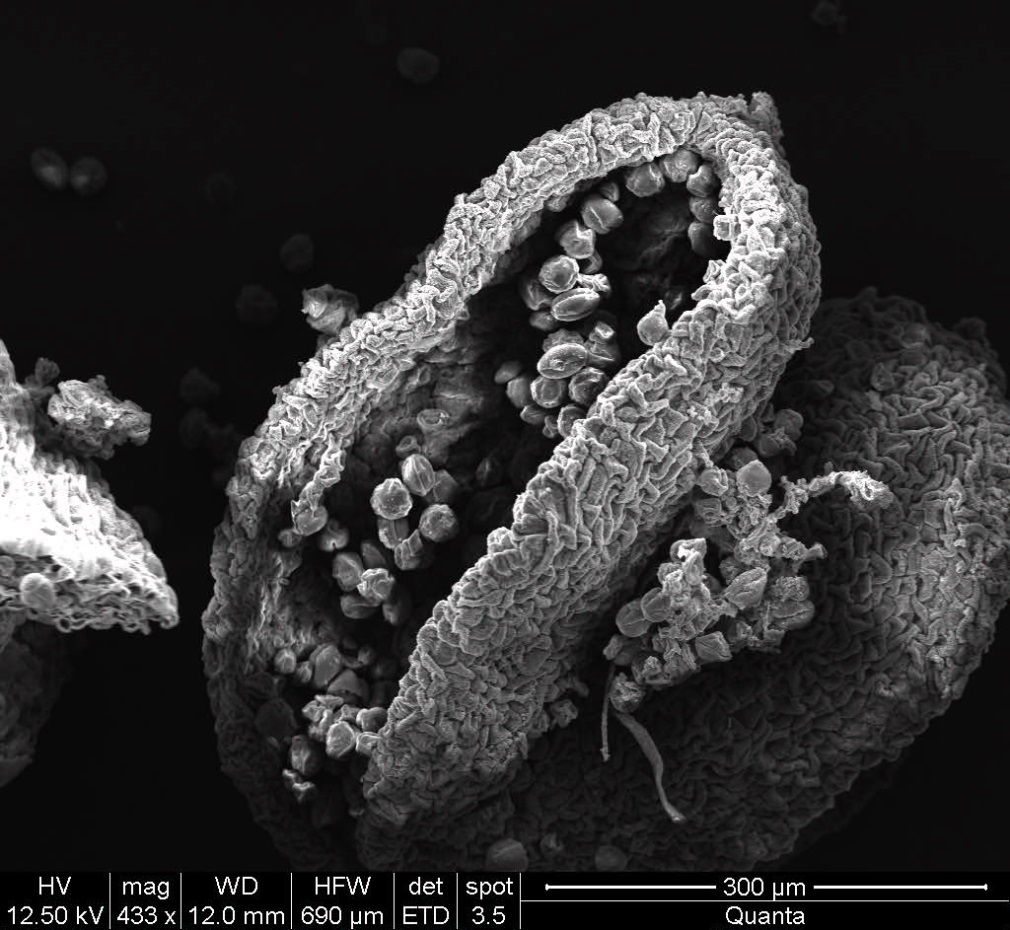 HV mag WD HFW det spot 300 µm
12.50 kV 433 x 12.0 mm 690 µm ETD 3.5 Quanta